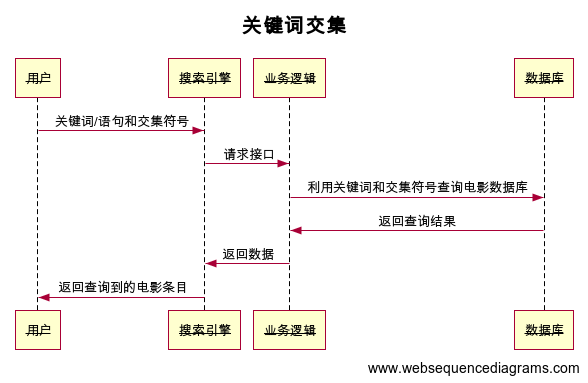 关键词交集
用户
搜索引擎
业务逻辑
数据库
关键词/语句和交集符号
请求接口
利用关键词和交集符号查询电影数据库
返回查询结果
返回数据
返回查询到的电影条目
用户
搜索引擎
业务逻辑
数据库
www.websequencediagrams.com